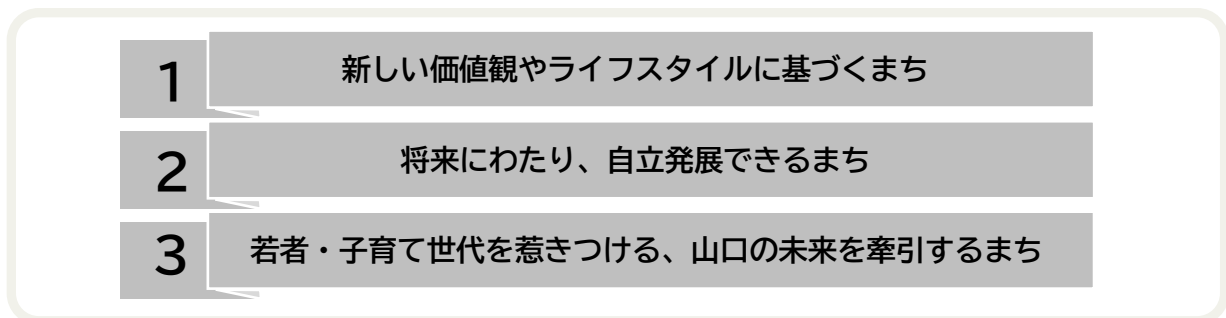 1 新しい価値観やライフスタイルに基づくまち
2 将来にわたり、自立発展できるまち
3 若者・子育て世代を惹きつける、山口の未来を牽引するまち